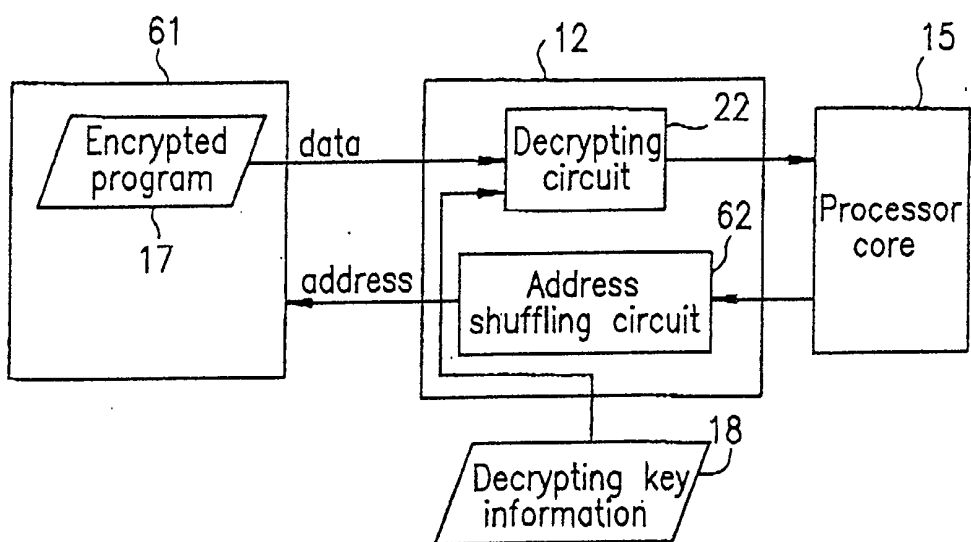 61
12
15
Encrypted
program
17
data
Decrypting
circuit
22
Processor
core
address
62
Address
shuffling circuit
18
Decrypting key
information